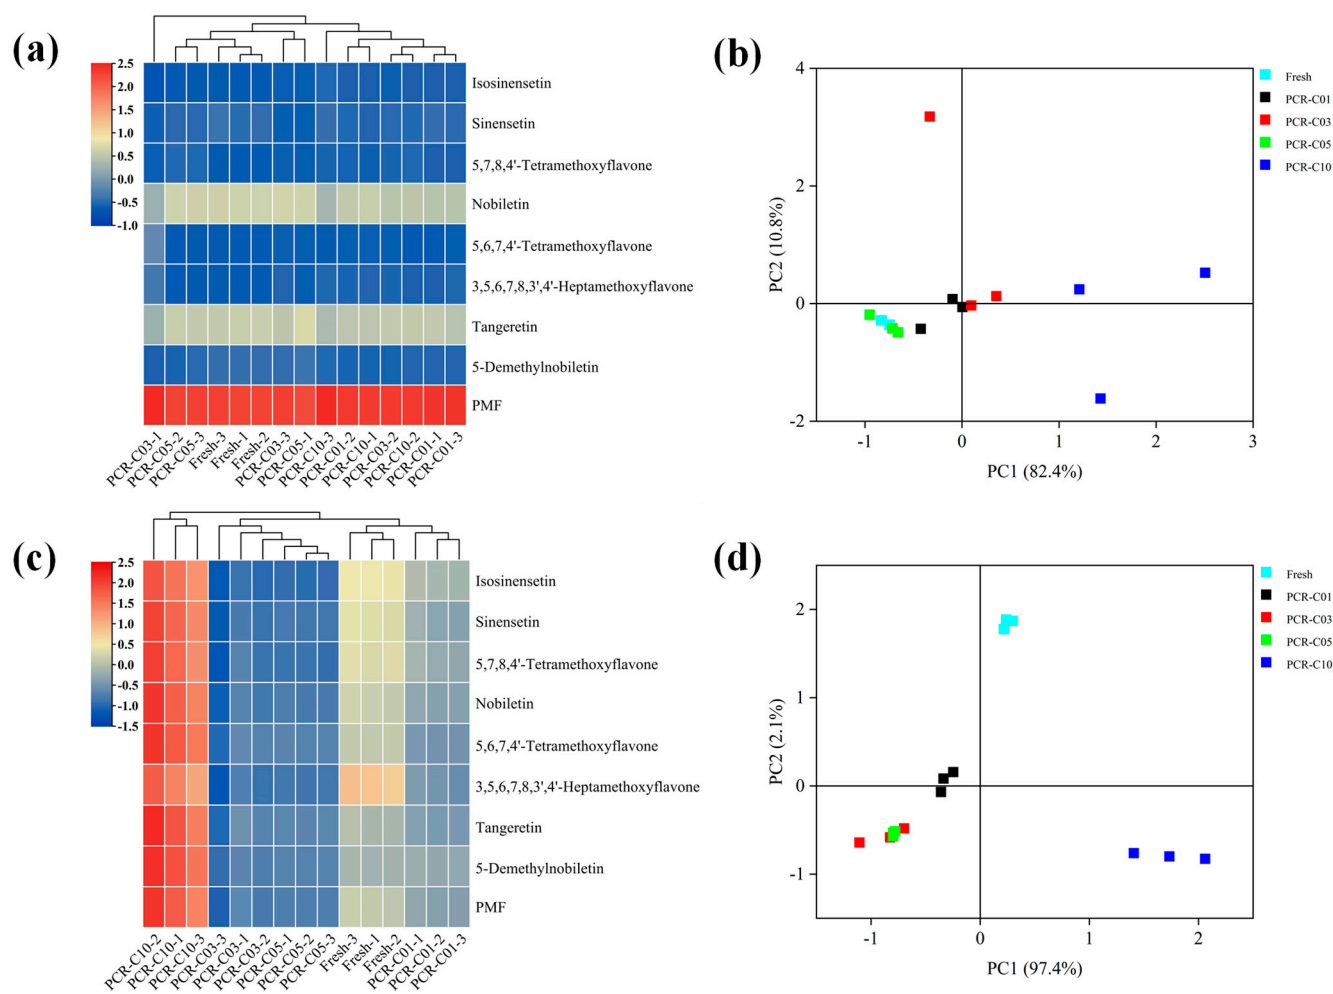 (a)
2.5
2.0
1.5
1.0
0.5
0.0
-0.5
-1.0
Isosinensetin
Sinensetin
5,7,8,4'-Tetramethoxyflavone
Nobiletin
5,6,7,4'-Tetramethoxyflavone
3,5,6,7,8,3',4'-Heptamethoxyflavone
Tangeretin
5-Demethylnobiletin
PMF
PCR-C03-1
PCR-C05-2
PCR-C05-3
Fresh-3
Fresh-1
Fresh-2
PCR-C03-3
PCR-C05-1
PCR-C10-3
PCR-C01-2
PCR-C10-1
PCR-C03-2
PCR-C10-2
PCR-C01-1
PCR-C01-3
(b)
4
2
0
-2
PC2 (10.8%)
-1
0
1
2
3
PC1 (82.4%)
Fresh
PCR-C01
PCR-C03
PCR-C05
PCR-C10
(c)
2.5
2.0
1.5
1.0
0.5
0.0
-0.5
-1.0
-1.5
Isosinensetin
Sinensetin
5,7,8,4'-Tetramethoxyflavone
Nobiletin
5,6,7,4'-Tetramethoxyflavone
3,5,6,7,8,3',4'-Heptamethoxyflavone
Tangeretin
5-Demethylnobiletin
PMF
PCR-C10-2
PCR-C10-1
PCR-C10-3
PCR-C03-3
PCR-C03-1
PCR-C03-2
PCR-C05-1
PCR-C05-2
PCR-C05-3
Fresh-3
Fresh-1
Fresh-2
PCR-C01-1
PCR-C01-2
PCR-C01-3
(d)
2
1
0
-1
PC2 (2.1%)
-1
0
1
2
PC1 (97.4%)
Fresh
PCR-C01
PCR-C03
PCR-C05
PCR-C10